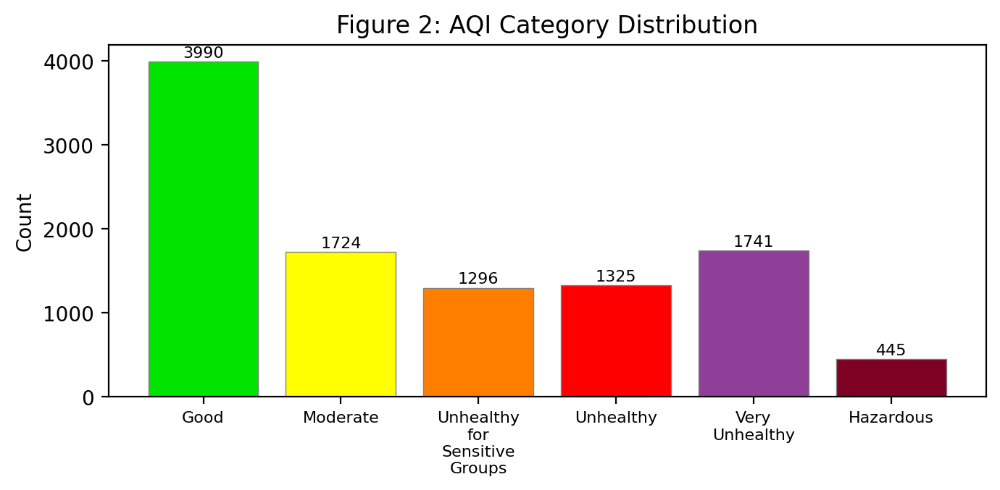 Figure 2: AQI Category Distribution
Count
4000
3000
2000
1000
0
3990
1724
1296
1325
1741
445
Good
Moderate
Unhealthy
for
Sensitive
Groups
Unhealthy
Very
Unhealthy
Hazardous